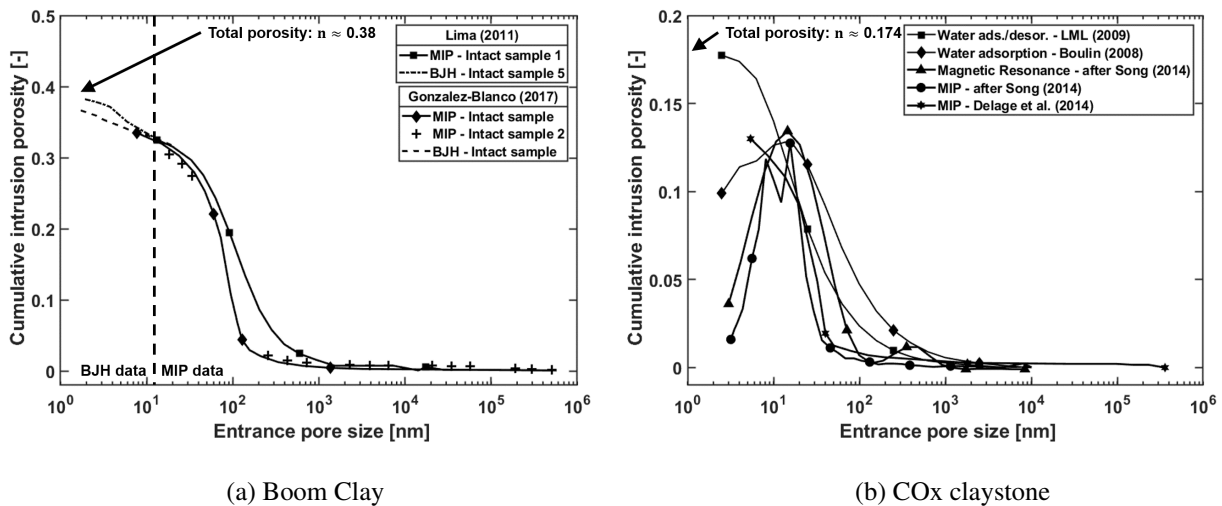 Total porosity: n ≈ 0.38
Lima (2011)
MIP - Intact sample 1
BJH - Intact sample 5
Gonzalez-Blanco (2017)
MIP - Intact sample
MIP - Intact sample 2
BJH - Intact sample
BJH data
MIP data
Cumulative intrusion porosity [-]
0.5
0.4
0.3
0.2
0.1
0
10^0 10^1 10^2 10^3 10^4 10^5 10^6
Entrance pore size [nm]
(a) Boom Clay
Total porosity: n ≈ 0.174
Water ads./desor. - LML (2009)
Water adsorption - Boulin (2008)
Magnetic Resonance - after Song (2014)
MIP - after Song (2014)
MIP - Delage et al. (2014)
Cumulative intrusion porosity [-]
0.2
0.15
0.1
0.05
0
10^0 10^1 10^2 10^3 10^4 10^5 10^6
Entrance pore size [nm]
(b) COx claystone